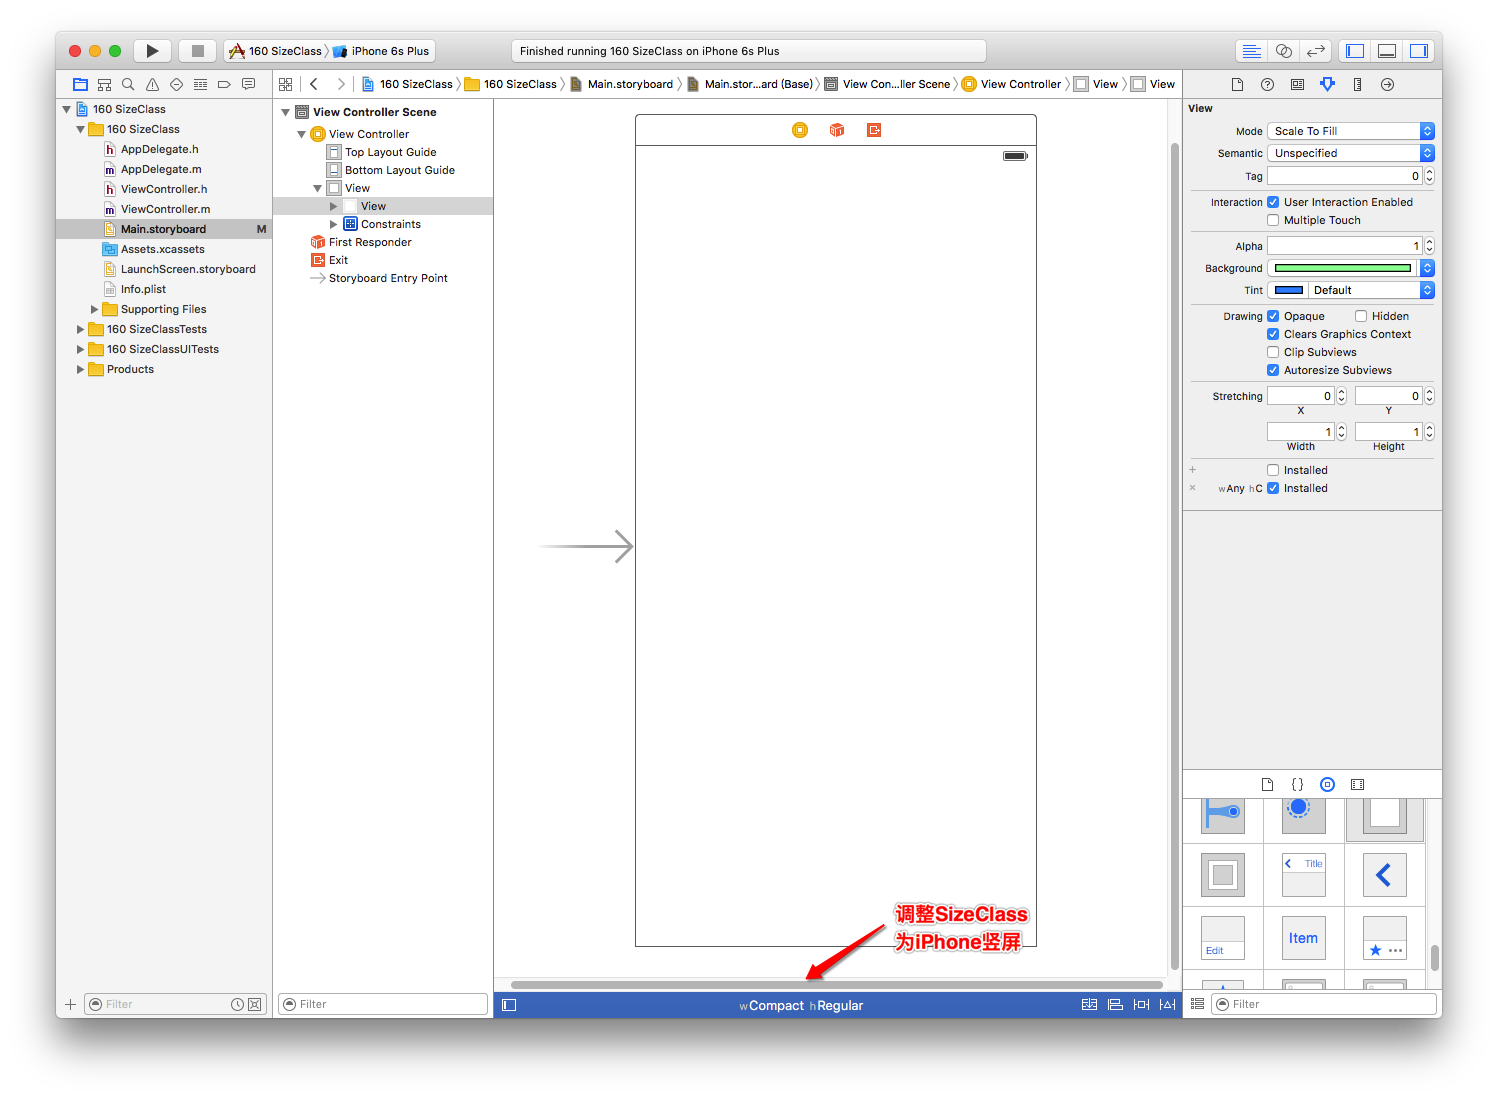 160 SizeClass
iPhone 6s Plus
Finished running 160 SizeClass on iPhone 6s Plus
160 SizeClass
160 SizeClass
Main.storyboard
Main.stor...ard (Base)
View Con...ller Scene
View Controller
View
View
160 SizeClass
160 SizeClass
AppDelegate.h
AppDelegate.m
ViewController.h
ViewController.m
Main.storyboard M
Assets.xcassets
LaunchScreen.storyboard
Info.plist
Supporting Files
160 SizeClassTests
160 SizeClassUITests
Products
Filter
View Controller Scene
View Controller
Top Layout Guide
Bottom Layout Guide
View
View
Constraints
First Responder
Exit
Storyboard Entry Point
Filter
调整SizeClass
为iPhone竖屏
wCompact hRegular
View
Mode Scale To Fill
Semantic Unspecified
Tag 0
Interaction User Interaction Enabled
Multiple Touch
Alpha 1
Background
Tint Default
Drawing Opaque Hidden
Clears Graphics Context
Clip Subviews
Autoresize Subviews
Stretching 0 0
X Y
1 1
Width Height
+ Installed
× wAny hC Installed
{ }
Title
Edit
Item
Filter